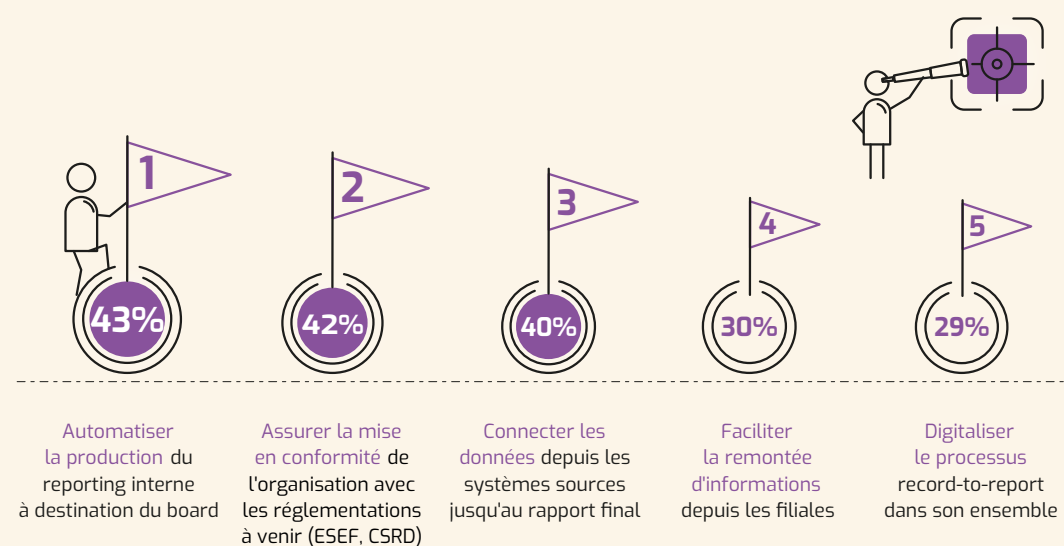 1
2
3
4
5
43%
42%
40%
30%
29%
Automatiser
la production du
reporting interne
à destination du board
Assurer la mise
en conformité de
l'organisation avec
les réglementations
à venir (ESEF, CSRD)
Connecter les
données depuis les
systèmes sources
jusqu'au rapport final
Faciliter
la remontée
d'informations
depuis les filiales
Digitaliser
le processus
record-to-report
dans son ensemble